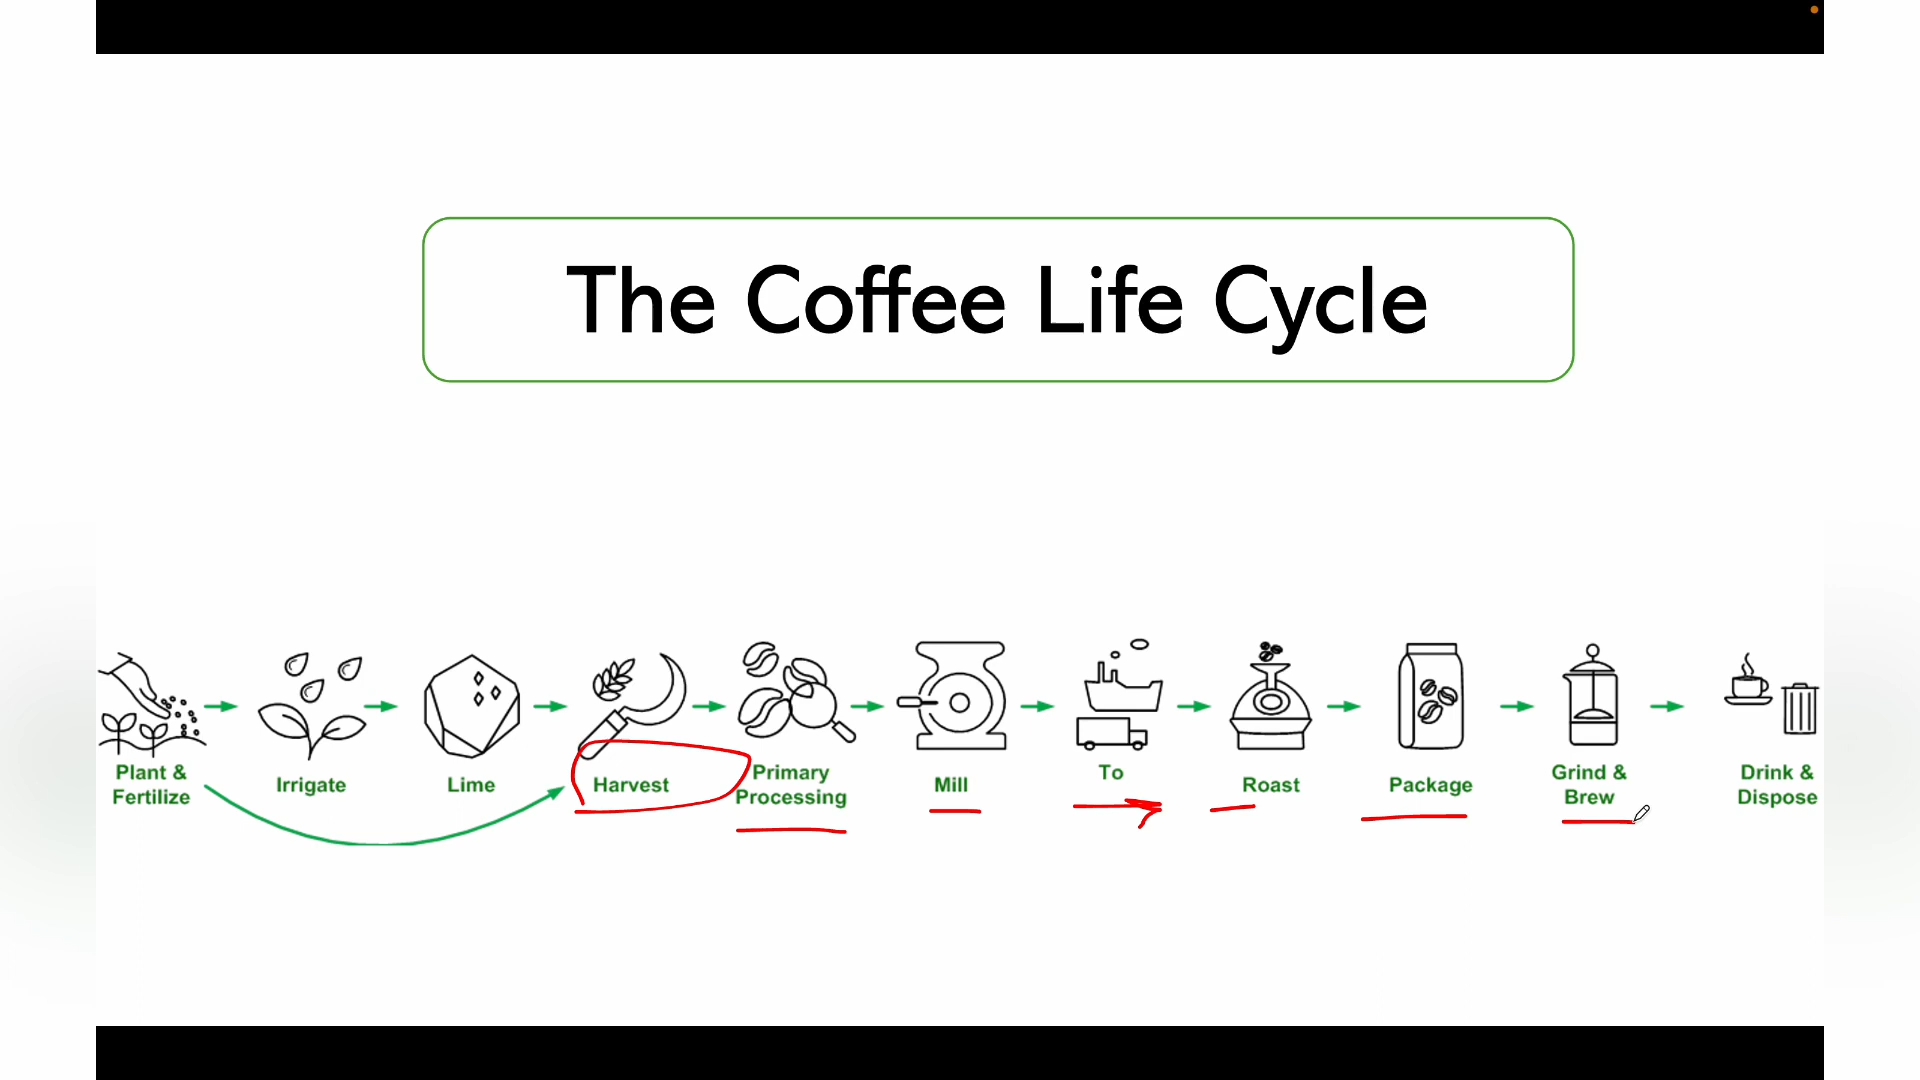 The Coffee Life Cycle
Plant &
Fertilize
Irrigate
Lime
Harvest
Primary
Processing
Mill
To
Roast
Package
Grind &
Brew
Drink &
Dispose